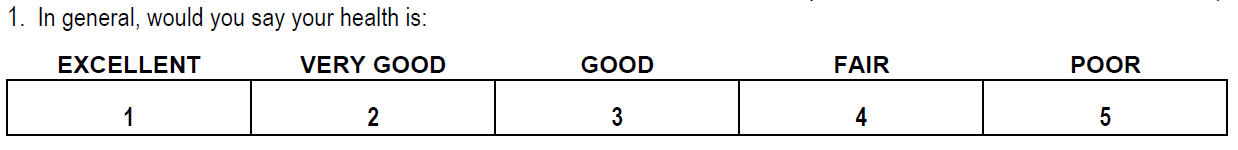 1. In general, would you say your health is:
EXCELLENT VERY GOOD GOOD FAIR POOR
1 2 3 4 5